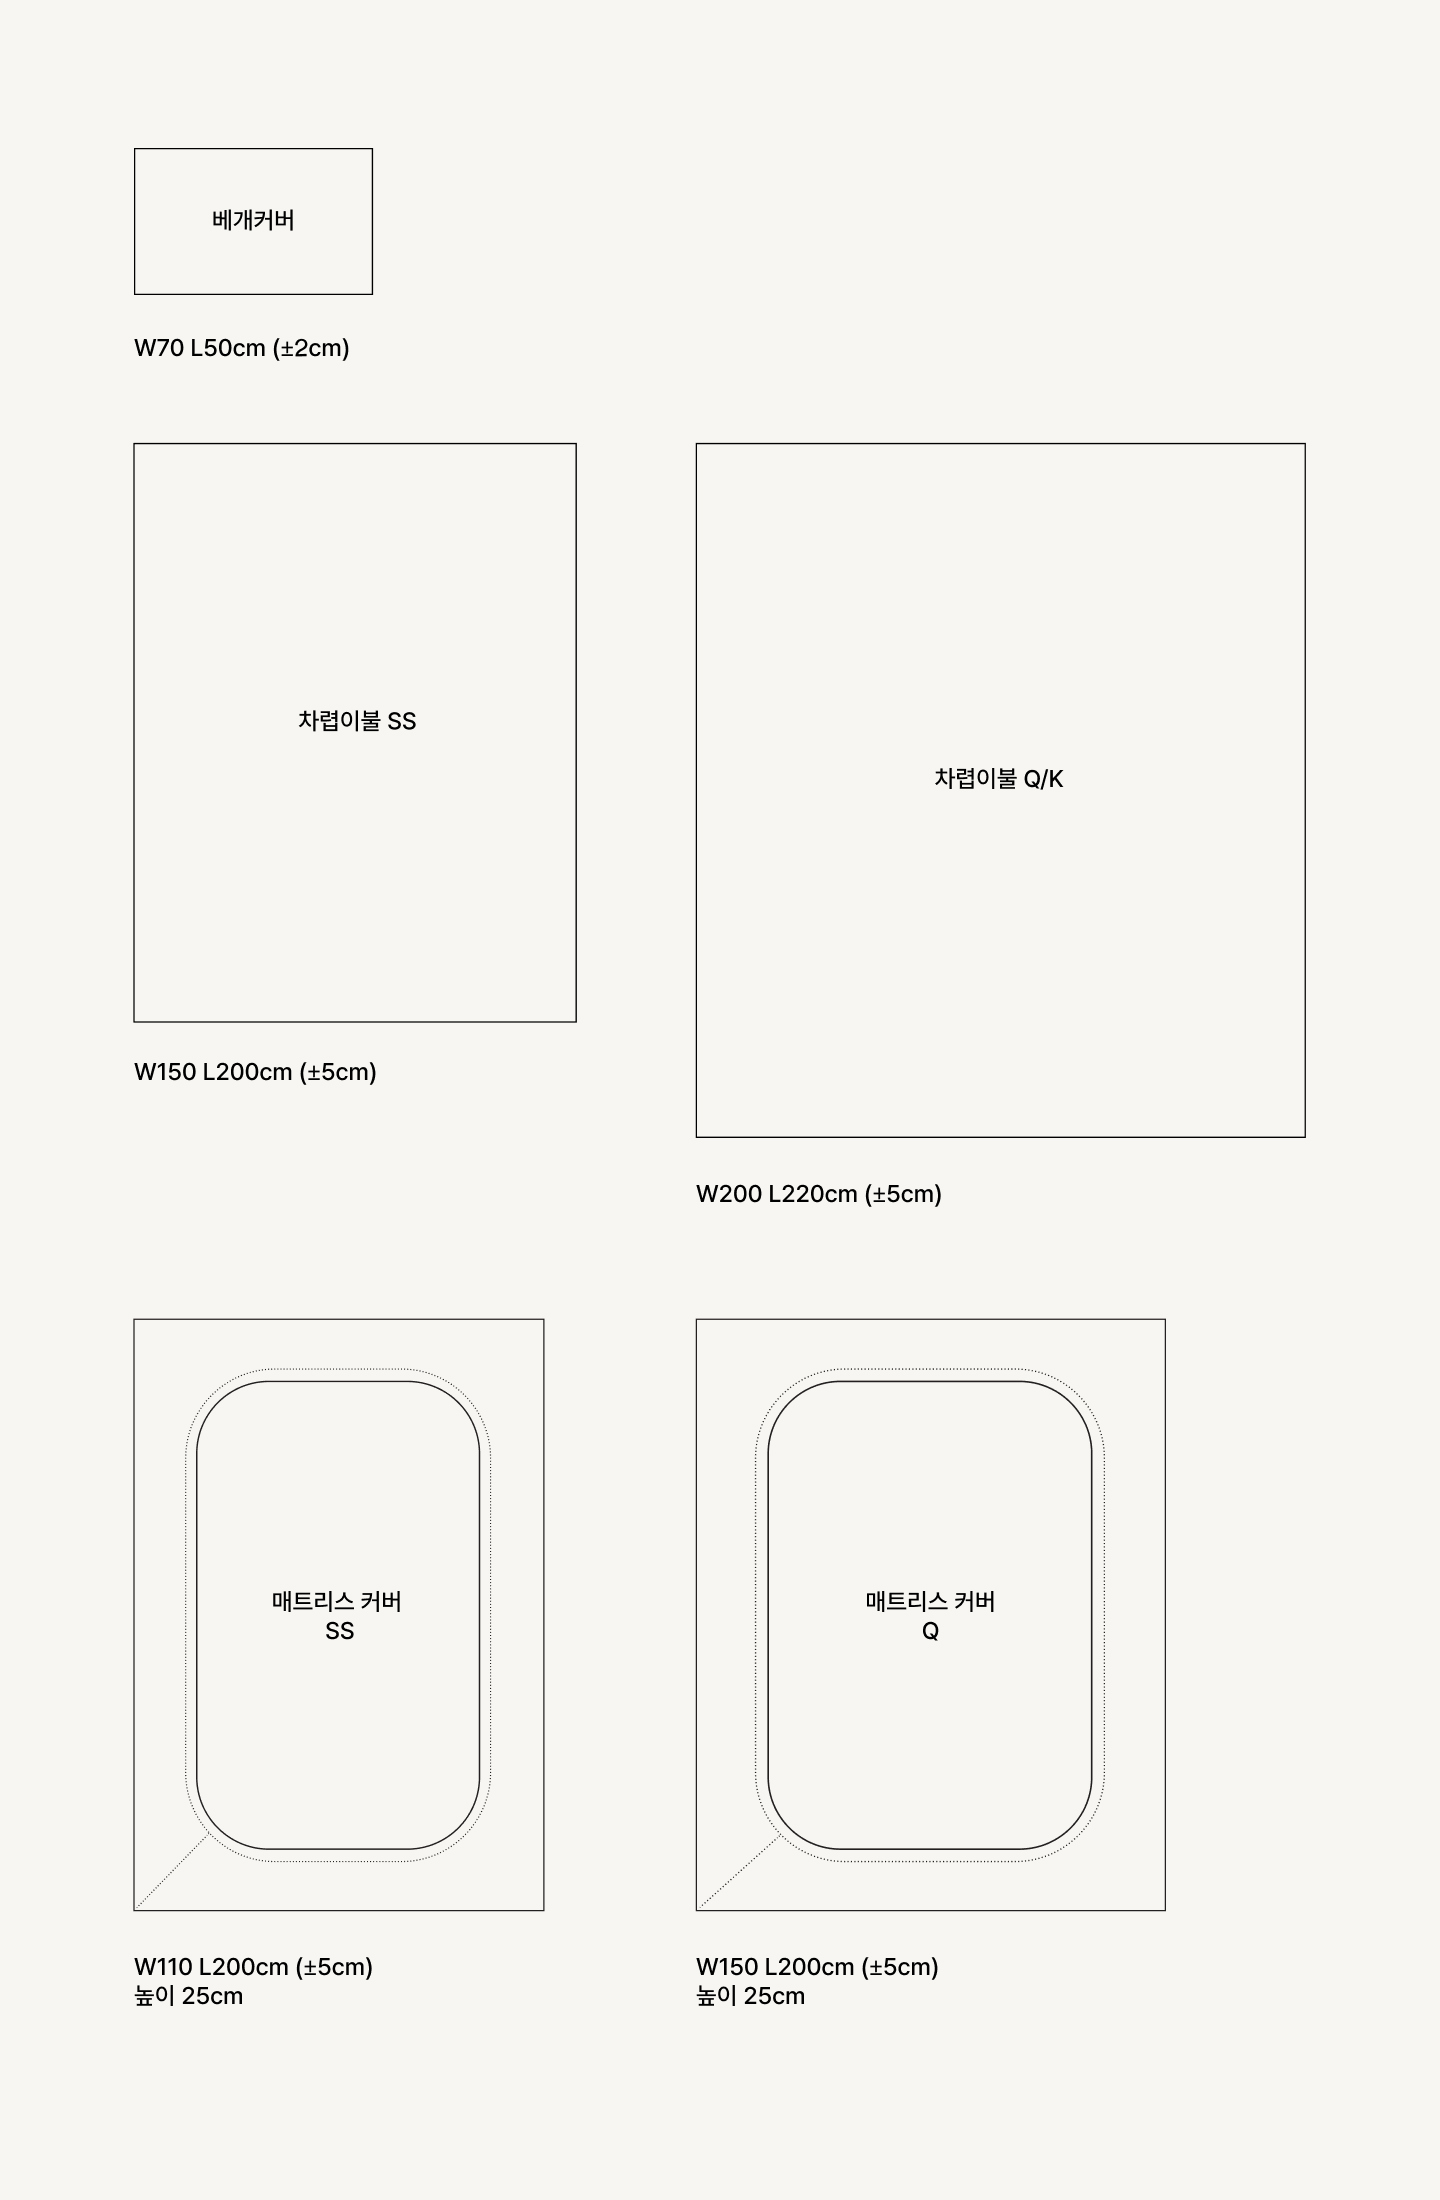 베개커버
W70 L50cm (±2cm)
차렵이불 SS
W150 L200cm (±5cm)
차렵이불 Q/K
W200 L220cm (±5cm)
매트리스 커버
SS
W110 L200cm (±5cm)
높이 25cm
매트리스 커버
Q
W150 L200cm (±5cm)
높이 25cm